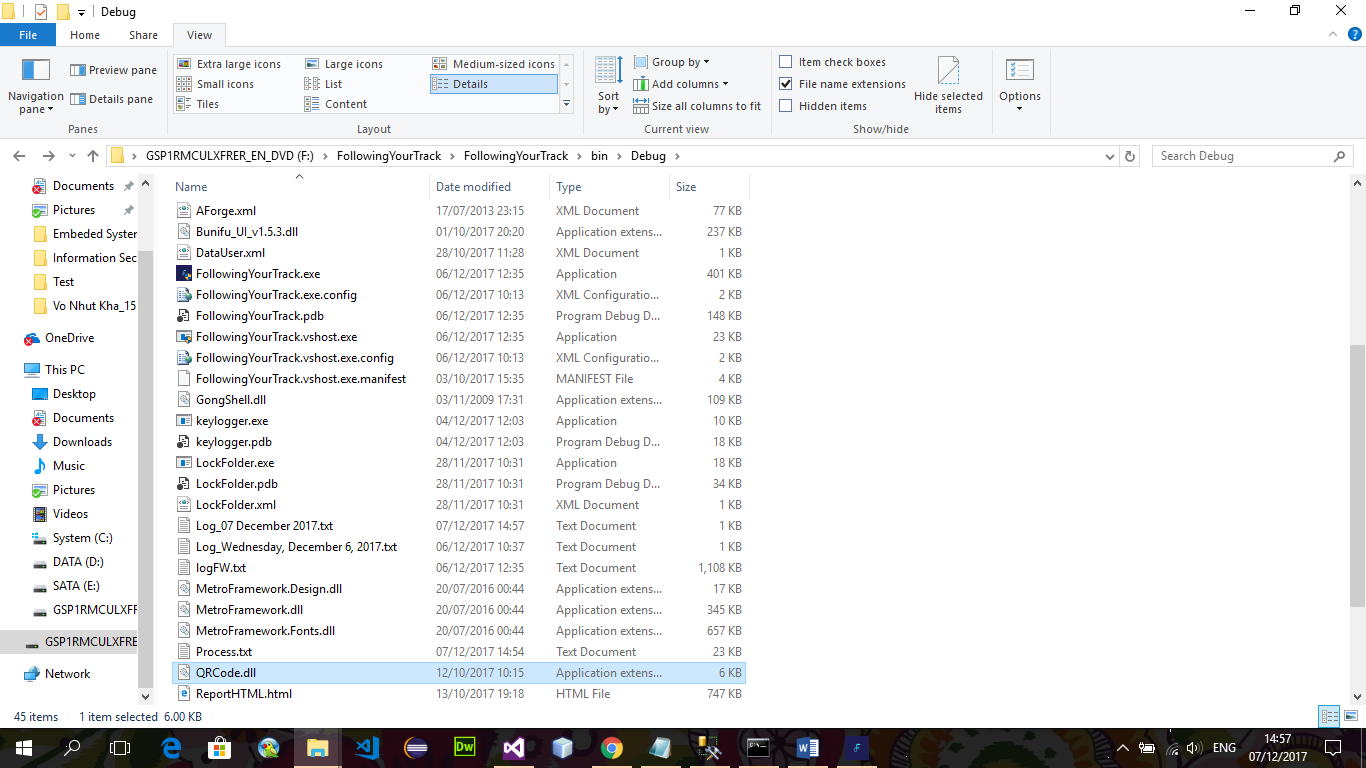 Debug
File Home Share View
Navigation pane
Preview pane
Details pane
Panes
Extra large icons Large icons Medium-sized icons
Small icons List Details
Tiles Content
Layout
Sort by
Group by
Add columns
Size all columns to fit
Current view
Item check boxes
File name extensions
Hidden items
Hide selected items
Show/hide
Options
GSP1RMCULXFRER_EN_DVD (F:) FollowingYourTrack FollowingYourTrack bin Debug
Search Debug
Documents
Pictures
Embeded Syster
Information Sec
Test
Vo Nhut Kha_15
OneDrive
This PC
Desktop
Documents
Downloads
Music
Pictures
Videos
System (C:)
DATA (D:)
SATA (E:)
GSP1RMCULXFF
GSP1RMCULXFRE
Network
Name Date modified Type Size
AForge.xml 17/07/2013 23:15 XML Document 77 KB
Bunifu_UI_v1.5.3.dll 01/10/2017 20:20 Application extens... 237 KB
DataUser.xml 28/10/2017 11:28 XML Document 1 KB
FollowingYourTrack.exe 06/12/2017 12:35 Application 401 KB
FollowingYourTrack.exe.config 06/12/2017 10:13 XML Configuratio... 2 KB
FollowingYourTrack.pdb 06/12/2017 12:35 Program Debug D... 148 KB
FollowingYourTrack.vshost.exe 06/12/2017 12:35 Application 23 KB
FollowingYourTrack.vshost.exe.config 06/12/2017 10:13 XML Configuratio... 2 KB
FollowingYourTrack.vshost.exe.manifest 03/10/2017 15:35 MANIFEST File 4 KB
GongShell.dll 03/11/2009 17:31 Application extens... 109 KB
keylogger.exe 04/12/2017 12:03 Application 10 KB
keylogger.pdb 04/12/2017 12:03 Program Debug D... 18 KB
LockFolder.exe 28/11/2017 10:31 Application 18 KB
LockFolder.pdb 28/11/2017 10:31 Program Debug D... 34 KB
LockFolder.xml 28/11/2017 10:31 XML Document 1 KB
Log_07 December 2017.txt 07/12/2017 14:57 Text Document 1 KB
Log_Wednesday, December 6, 2017.txt 06/12/2017 10:37 Text Document 1 KB
logFW.txt 06/12/2017 12:35 Text Document 1,108 KB
MetroFramework.Design.dll 20/07/2016 00:44 Application extens... 17 KB
MetroFramework.dll 20/07/2016 00:44 Application extens... 345 KB
MetroFramework.Fonts.dll 20/07/2016 00:44 Application extens... 657 KB
Process.txt 07/12/2017 14:54 Text Document 23 KB
QRCode.dll 12/10/2017 10:15 Application extens... 6 KB
ReportHTML.html 13/10/2017 19:18 HTML File 747 KB
45 items 1 item selected 6.00 KB
Dw
ENG
14:57
07/12/2017